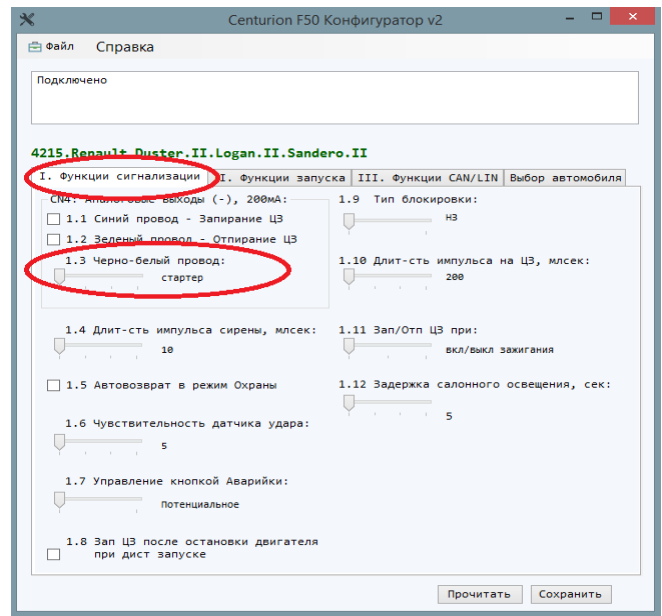 Centurion F50 Конфигуратор v2
Файл Справка
Подключено
4215.Renault Duster.II.Logan.II.Sandero.II
I. Функции сигнализации I. Функции запуска III. Функции CAN/LIN Выбор автомобиля
CN4: Аналоговые выходы (-), 200мА:
1.1 Синий провод - Запирание ЦЗ
1.2 Зеленый провод - Отпирание ЦЗ
1.3 Черно-белый провод:
стартер
1.4 Длит-сть импульса сирены, млсек:
10
1.5 Автовозврат в режим Охраны
1.6 Чувствительность датчика удара:
5
1.7 Управление кнопкой Аварийки:
Потенциальное
1.8 Зап ЦЗ после остановки двигателя
при дист запуске
1.9 Тип блокировки:
НЗ
1.10 Длит-сть импульса на ЦЗ, млсек:
200
1.11 Зап/Отп ЦЗ при:
вкл/выкл зажигания
1.12 Задержка салонного освещения, сек:
5
Прочитать Сохранить